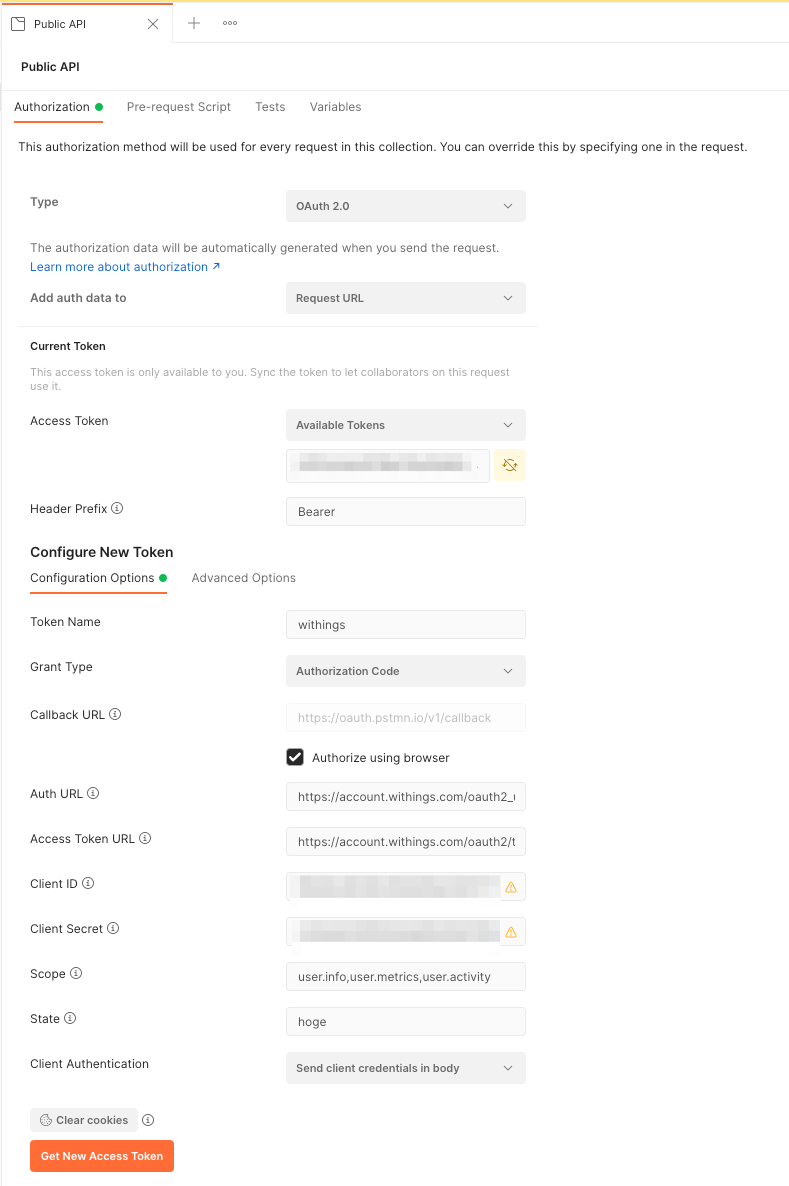 Public API
Public API
Authorization
Pre-request Script
Tests
Variables
This authorization method will be used for every request in this collection. You can override this by specifying one in the request.
Type
OAuth 2.0
The authorization data will be automatically generated when you send the request.
Learn more about authorization ↗
Add auth data to
Request URL
Current Token
This access token is only available to you. Sync the token to let collaborators on this request
use it.
Access Token
Available Tokens
Header Prefix
Bearer
Configure New Token
Configuration Options
Advanced Options
Token Name
withings
Grant Type
Authorization Code
Callback URL
https://oauth.pstmn.io/v1/callback
Authorize using browser
Auth URL
https://account.withings.com/oauth2_
Access Token URL
https://account.withings.com/oauth2/t
Client ID
Client Secret
Scope
user.info,user.metrics,user.activity
State
hoge
Client Authentication
Send client credentials in body
Clear cookies
Get New Access Token